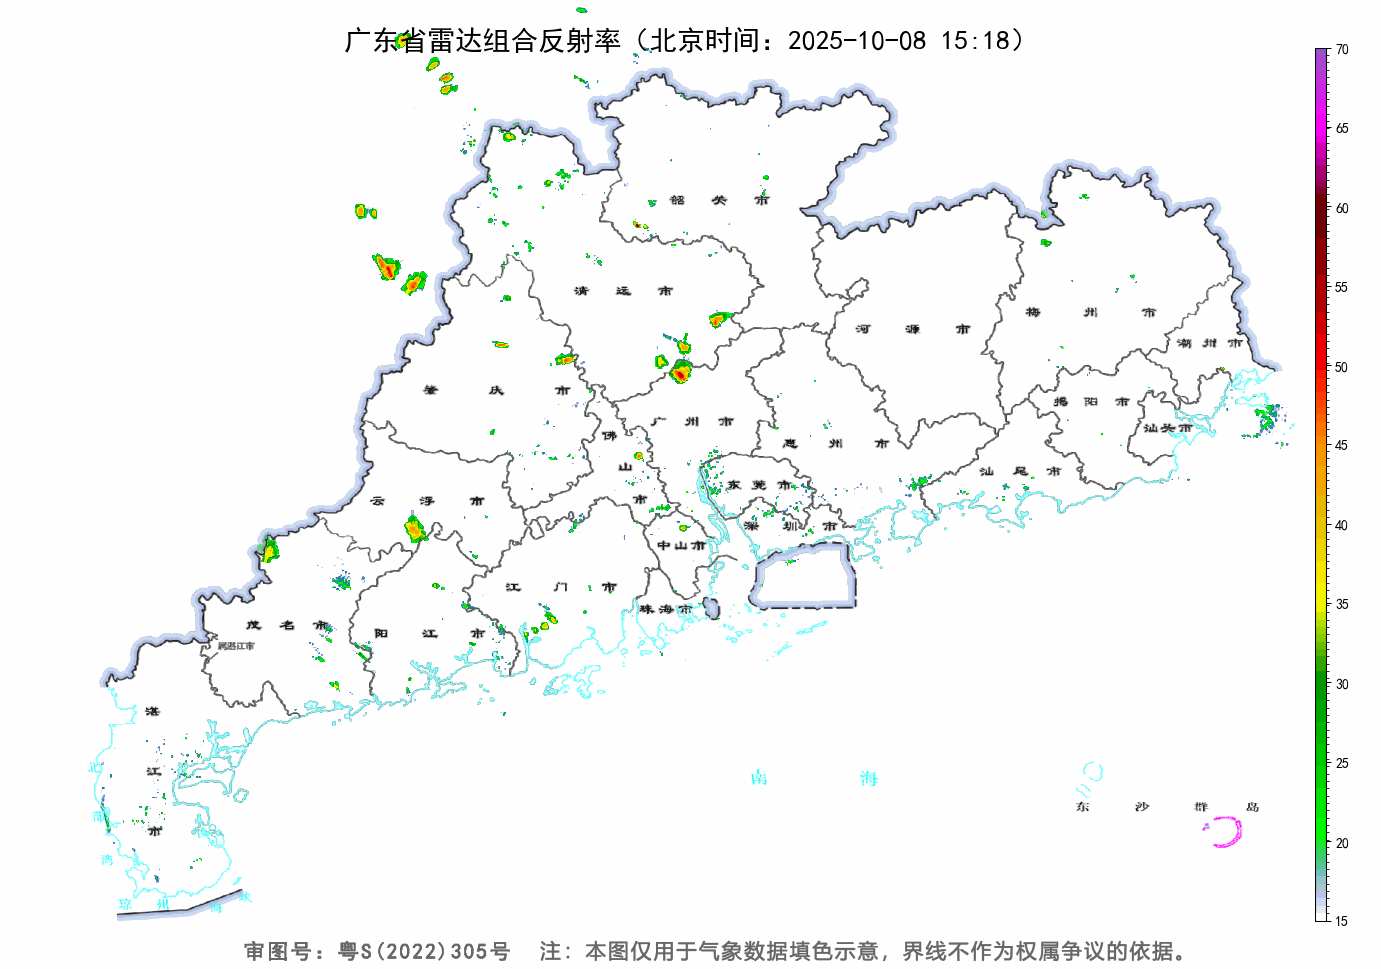 广东省雷达组合反射率（北京时间：2025-10-08 15:18）
70
65
60
55
50
45
40
35
30
25
20
15
韶关市
清远市
河源市
梅州市
潮州市
肇庆市
广州市
揭阳市
汕头市
佛山市
惠州市
汕尾市
东莞市
云浮市
深圳市
中山市
江门市
珠海市
茂名市
阳江市
属湛江市
湛江市
南海
北部湾
东沙群岛
琼州海峡
审图号：粤S(2022)305号 注：本图仅用于气象数据填色示意，界线不作为权属争议的依据。